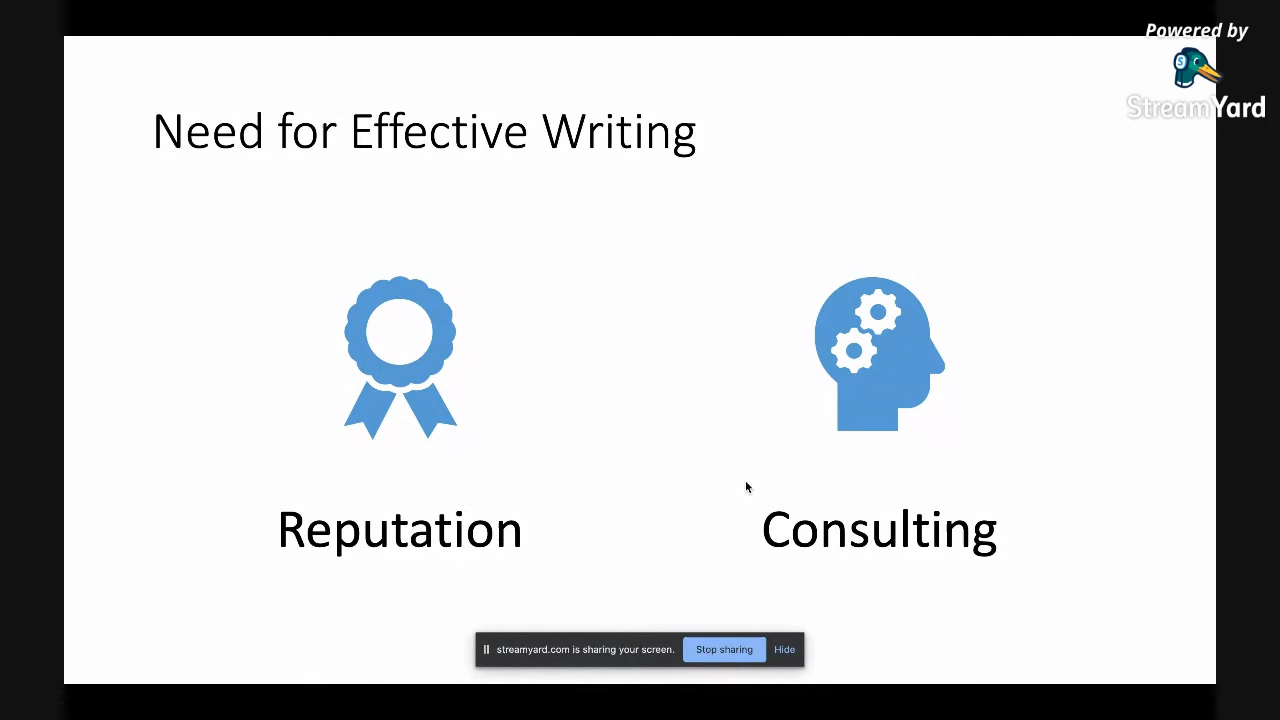 Powered by
StreamYard
Need for Effective Writing
Reputation
Consulting
streamyard.com is sharing your screen.
Stop sharing
Hide